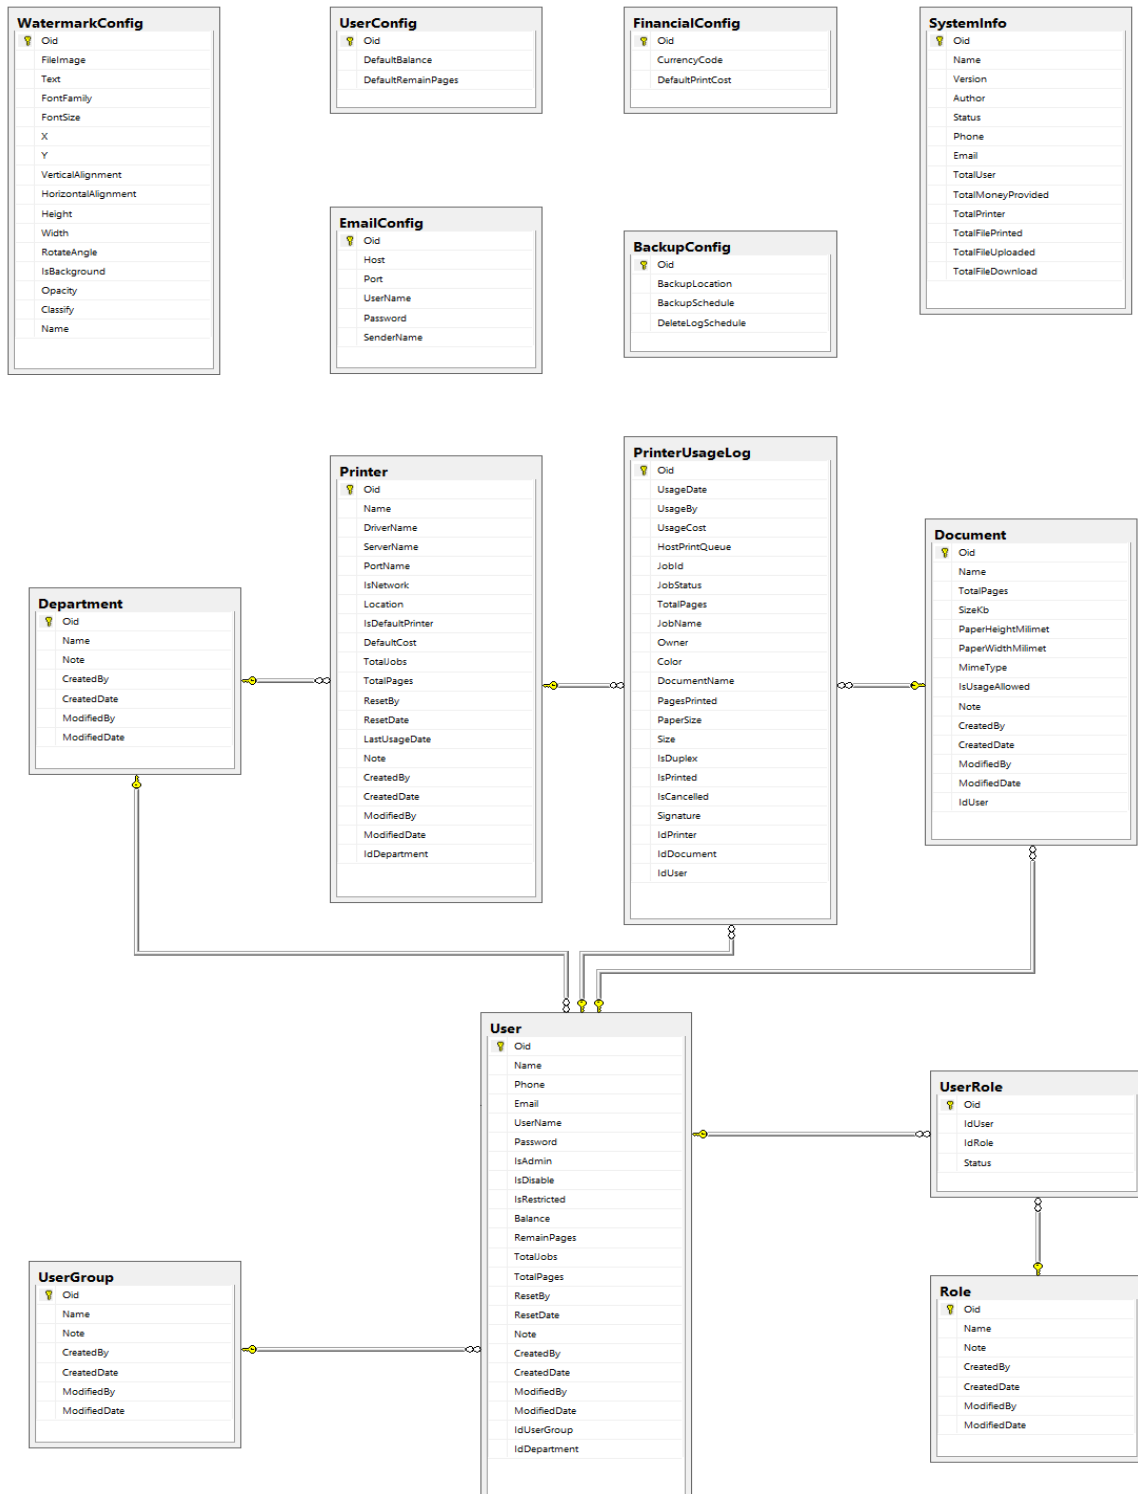 WatermarkConfig
Oid
FileImage
Text
FontFamily
FontSize
X
Y
VerticalAlignment
HorizontalAlignment
Height
Width
RotateAngle
IsBackground
Opacity
Classify
Name
UserConfig
Oid
DefaultBalance
DefaultRemainPages
FinancialConfig
Oid
CurrencyCode
DefaultPrintCost
SystemInfo
Oid
Name
Version
Author
Status
Phone
Email
TotalUser
TotalMoneyProvided
TotalPrinter
TotalFilePrinted
TotalFileUploaded
TotalFileDownload
EmailConfig
Oid
Host
Port
UserName
Password
SenderName
BackupConfig
Oid
BackupLocation
BackupSchedule
DeleteLogSchedule
Department
Oid
Name
Note
CreatedBy
CreatedDate
ModifiedBy
ModifiedDate
Printer
Oid
Name
DriverName
ServerName
PortName
IsNetwork
Location
IsDefaultPrinter
DefaultCost
TotalJobs
TotalPages
ResetBy
ResetDate
LastUsageDate
Note
CreatedBy
CreatedDate
ModifiedBy
ModifiedDate
IdDepartment
PrinterUsageLog
Oid
UsageDate
UsageBy
UsageCost
HostPrintQueue
JobId
JobStatus
TotalPages
JobName
Owner
Color
DocumentName
PagesPrinted
PaperSize
Size
IsDuplex
IsPrinted
IsCancelled
Signature
IdPrinter
IdDocument
IdUser
Document
Oid
Name
TotalPages
SizeKb
PaperHeightMilimet
PaperWidthMilimet
MimeType
IsUsageAllowed
Note
CreatedBy
CreatedDate
ModifiedBy
ModifiedDate
IdUser
User
Oid
Name
Phone
Email
UserName
Password
IsAdmin
IsDisable
IsRestricted
Balance
RemainPages
TotalJobs
TotalPages
ResetBy
ResetDate
Note
CreatedBy
CreatedDate
ModifiedBy
ModifiedDate
IdUserGroup
IdDepartment
UserRole
Oid
IdUser
IdRole
Status
UserGroup
Oid
Name
Note
CreatedBy
CreatedDate
ModifiedBy
ModifiedDate
Role
Oid
Name
Note
CreatedBy
CreatedDate
ModifiedBy
ModifiedDate